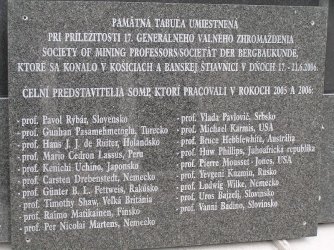 PAMÄTNÁ TABUĽA UMIESTNENÁ
PRI PRÍLEŽITOSTI 17. GENERÁLNEHO VALNÉHO ZHROMAŽDENIA
SOCIETY OF MINING PROFESSORS/SOCIETÄT DER BERGBAUKUNDE,
KTORÉ SA KONALO V KOŠICIACH A BANSKEJ ŠTIAVNICI V DŇOCH 17.-21.6.2006.
ČELNÍ PREDSTAVITELIA SOMP, KTORÍ PRACOVALI V ROKOCH 2005 A 2006:
prof. Pavol Rybár, Slovensko
prof. Gunhan Pasamehmetoglu, Turecko
prof. Hans J. J. de Ruiter, Holandsko
prof. Mario Cedron Lassus, Peru
prof. Kenichi Uchino, Japonsko
prof. Carsten Drebenstedt, Nemecko
prof. Günter B. L. Fettweis, Rakúsko
prof. Timothy Shaw, Veľká Británia
prof. Raimo Matikainen, Fínsko
prof. Per Nicolai Martens, Nemecko
prof. Vlada Pavlovič, Srbsko
prof. Michael Karmis, USA
prof. Bruce Hebblewhite, Austrália
prof. Huw Phillips, Juhoafrická republika
prof. Pierre Mousset-Jones, USA
prof. Yevgeni Kuzmin, Rusko
prof. Ludwig Wilke, Nemecko
prof. Uros Bajzelj, Slovinsko
prof. Vanni Badino, Slovinsko